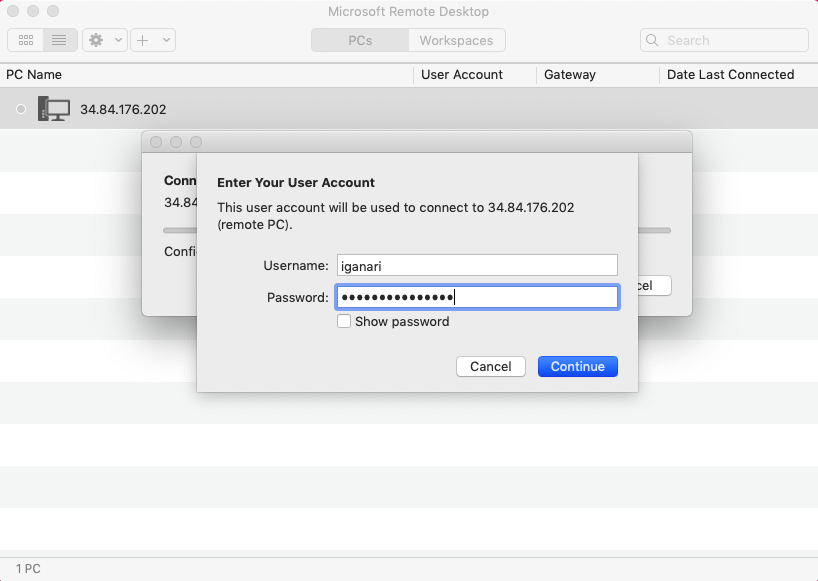 Microsoft Remote Desktop
PCs
Workspaces
Search
PC Name
User Account
Gateway
Date Last Connected
34.84.176.202
Conn
34.84
Confi
cel
Enter Your User Account
This user account will be used to connect to 34.84.176.202
(remote PC).
Username: iganari
Password: •••••••••••••••
Show password
Cancel
Continue
1 PC